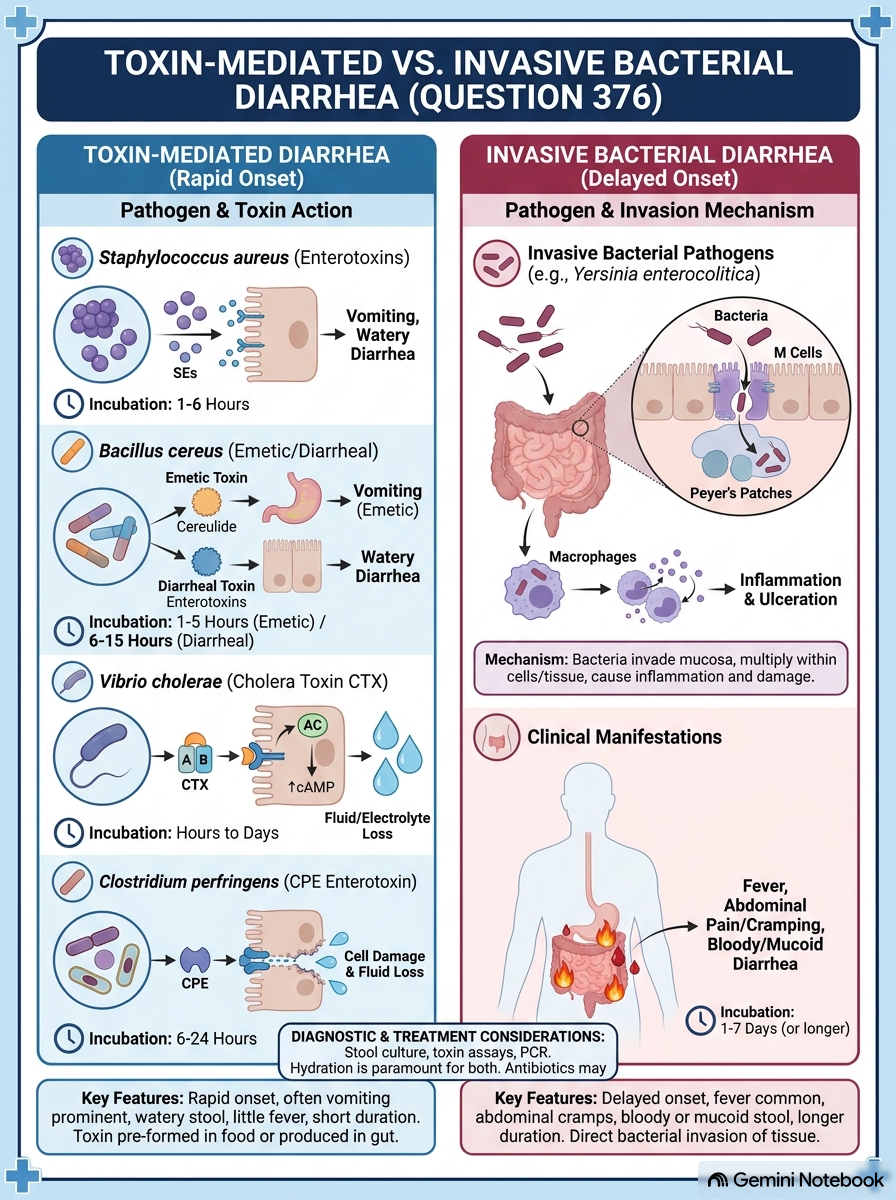 TOXIN-MEDIATED VS. INVASIVE BACTERIAL
DIARRHEA (QUESTION 376)
TOXIN-MEDIATED DIARRHEA
(Rapid Onset)
Pathogen & Toxin Action
Staphylococcus aureus (Enterotoxins)
SEs
Vomiting,
Watery
Diarrhea
Incubation: 1-6 Hours
Bacillus cereus (Emetic/Diarrheal)
Emetic Toxin
Cereulide
Vomiting
(Emetic)
Diarrheal Toxin
Enterotoxins
Watery
Diarrhea
Incubation: 1-5 Hours (Emetic) /
6-15 Hours (Diarrheal)
Vibrio cholerae (Cholera Toxin CTX)
A B
CTX
AC
↑cAMP
Fluid/Electrolyte
Loss
Incubation: Hours to Days
Clostridium perfringens (CPE Enterotoxin)
CPE
Cell Damage
& Fluid Loss
Incubation: 6-24 Hours
INVASIVE BACTERIAL DIARRHEA
(Delayed Onset)
Pathogen & Invasion Mechanism
Invasive Bacterial Pathogens
(e.g., Yersinia enterocolitica)
Bacteria
M Cells
Peyer's Patches
Macrophages
Inflammation
& Ulceration
Mechanism: Bacteria invade mucosa, multiply within
cells/tissue, cause inflammation and damage.
Clinical Manifestations
Fever,
Abdominal
Pain/Cramping,
Bloody/Mucoid
Diarrhea
Incubation:
1-7 Days (or longer)
DIAGNOSTIC & TREATMENT CONSIDERATIONS:
Stool culture, toxin assays, PCR.
Hydration is paramount for both. Antibiotics may
Key Features: Rapid onset, often vomiting
prominent, watery stool, little fever, short duration.
Toxin pre-formed in food or produced in gut.
Key Features: Delayed onset, fever common,
abdominal cramps, bloody or mucoid stool, longer
duration. Direct bacterial invasion of tissue.
Gemini Notebook